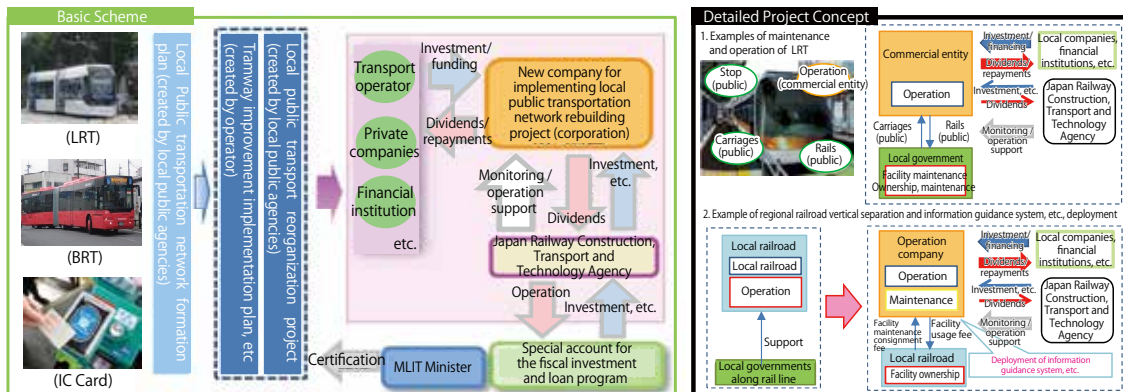 Basic Scheme
(LRT)
(BRT)
(IC Card)
Local Public transportation network formation
plan (created by local public agencies)
Local public transport reorganization project
(created by local public agencies)
Tramway improvement implementation plan, etc
(created by operator)
Transport
operator
Private
companies
Financial
institution
etc.
Investment/
funding
Dividends/
repayments
New company for
implementing local
public transportation
network rebuilding
project (corporation)
Monitoring /
operation
support
Dividends
Investment,
etc.
Japan Railway Construction,
Transport and
Technology Agency
Operation
Investment, etc.
Certification
MLIT Minister
Special account for
the fiscal investment
and loan program
Detailed Project Concept
1. Examples of maintenance
and operation of LRT
Stop
(public)
Operation
(commercial entity)
Carriages
(public)
Rails
(public)
Commercial entity
Operation
Carriages
(public)
Rails
(public)
Local government
Facility maintenance
Ownership, maintenance
Investment/
financing
Dividends/
repayments
Investment, etc.
Dividends
Monitoring /
operation support
Local companies,
financial
institutions, etc.
Japan Railway
Construction,
Transport and
Technology
Agency
2. Example of regional railroad vertical separation and information guidance system, etc., deployment
Local railroad
Local railroad
Operation
Support
Local governments
along rail line
Operation
company
Operation
Maintenance
Facility
maintenance
consignment
fee
Facility
usage fee
Local railroad
Facility ownership
Investment/
financing
Dividends/
repayments
Investment, etc.
Dividends
Monitoring /
operation support
Local companies,
financial
institutions, etc.
Japan Railway
Construction,
Transport and
Technology
Agency
Deployment of information
guidance system, etc.